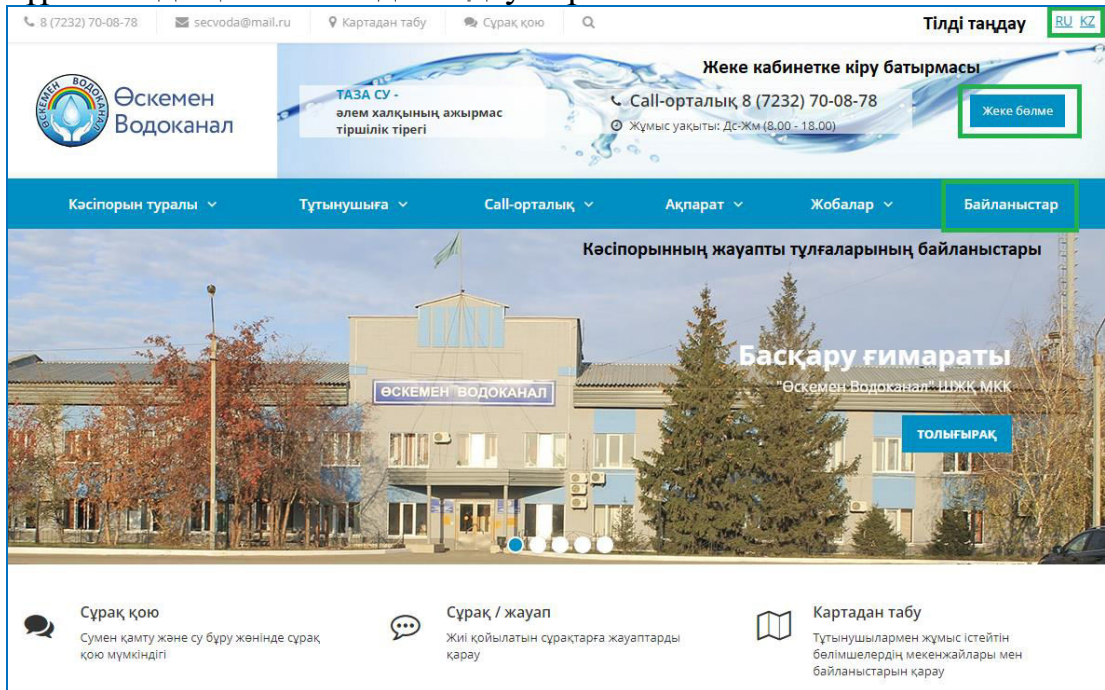 8 (7232) 70-08-78 secvoda@mail.ru Картадан табу Сұрақ қою Тілді таңдау RU KZ
Жеке кабинетке кіру батырмасы
ӨСКЕМЕН ВОДОКАНАЛ
Өскемен
Водоканал
ТАЗА СУ -
әлем халқының ажырмас
тіршілік тірегі
Call-орталық 8 (7232) 70-08-78
Жұмыс уақыты: Дс-Жм (8.00 - 18.00)
Жеке бөлме
Кәсіпорын туралы Тұтынушыға Call-орталық Ақпарат Жобалар Байланыстар
Кәсіпорынның жауапты тұлғаларының байланыстары
Басқару ғимараты
"Өскемен Водоканал" ШЖҚ МКК
ӨСКЕМЕН ВОДОКАНАЛ
ТОЛЫҒЫРАҚ
Сұрақ қою
Сумен қамту және су бұру жөнінде сұрақ
қою мүмкіндігі
Сұрақ / жауап
Жиі қойылатын сұрақтарға жауаптарды
қарау
Картадан табу
Тұтынушылармен жұмыс істейтін
бөлімшелердің мекенжайлары мен
байланыстарын қарау